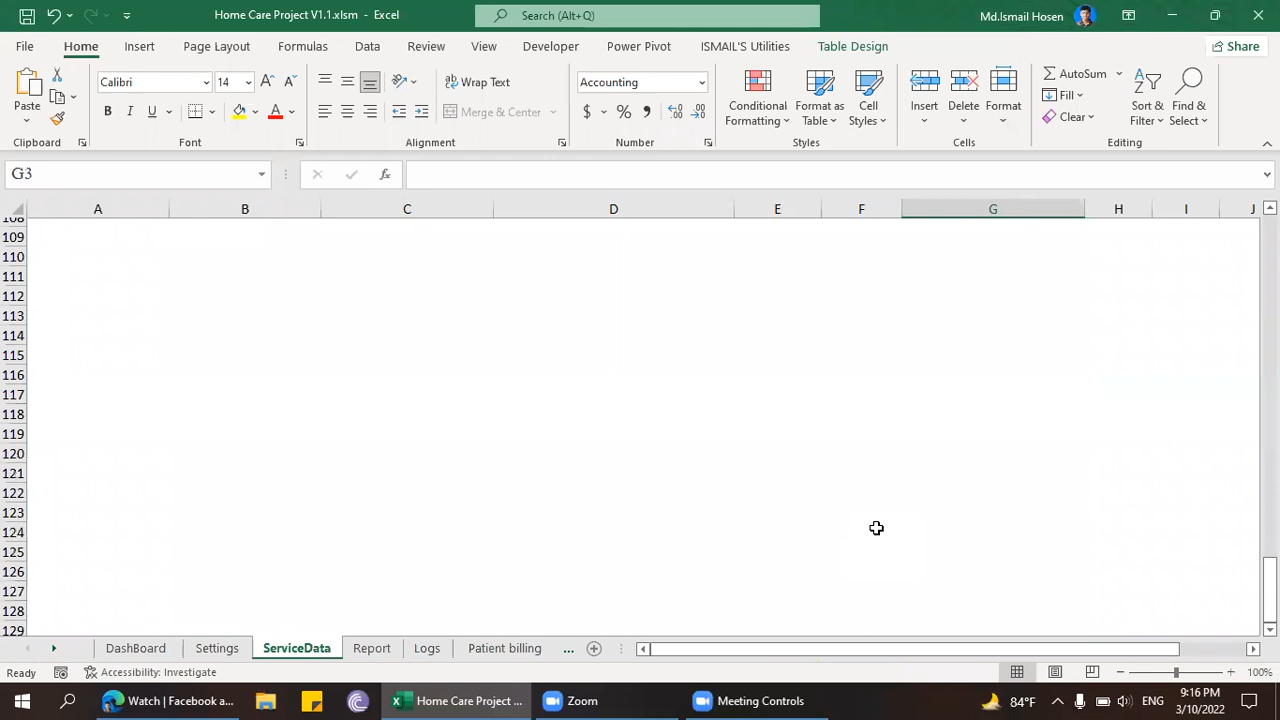 Home Care Project V1.1.xlsm - Excel
Search (Alt+Q)
Md.Ismail Hosen
File Home Insert Page Layout Formulas Data Review View Developer Power Pivot ISMAIL'S Utilities Table Design Share
Paste
Clipboard
Calibri 14
B I U A
Font
Wrap Text
Merge & Center
Alignment
Accounting
$ % ,
Number
Conditional Formatting
Format as Table
Cell Styles
Styles
Insert
Delete
Format
Cells
AutoSum
Fill
Clear
Sort & Filter
Find & Select
Editing
G3
fx
A B C D E F G H I J
108
109
110
111
112
113
114
115
116
117
118
119
120
121
122
123
124
125
126
127
128
129
DashBoard Settings ServiceData Report Logs Patient billing ...
Ready Accessibility: Investigate 100%
Watch | Facebook a... Home Care Project ... Zoom Meeting Controls 84°F ENG 9:16 PM
3/10/2022